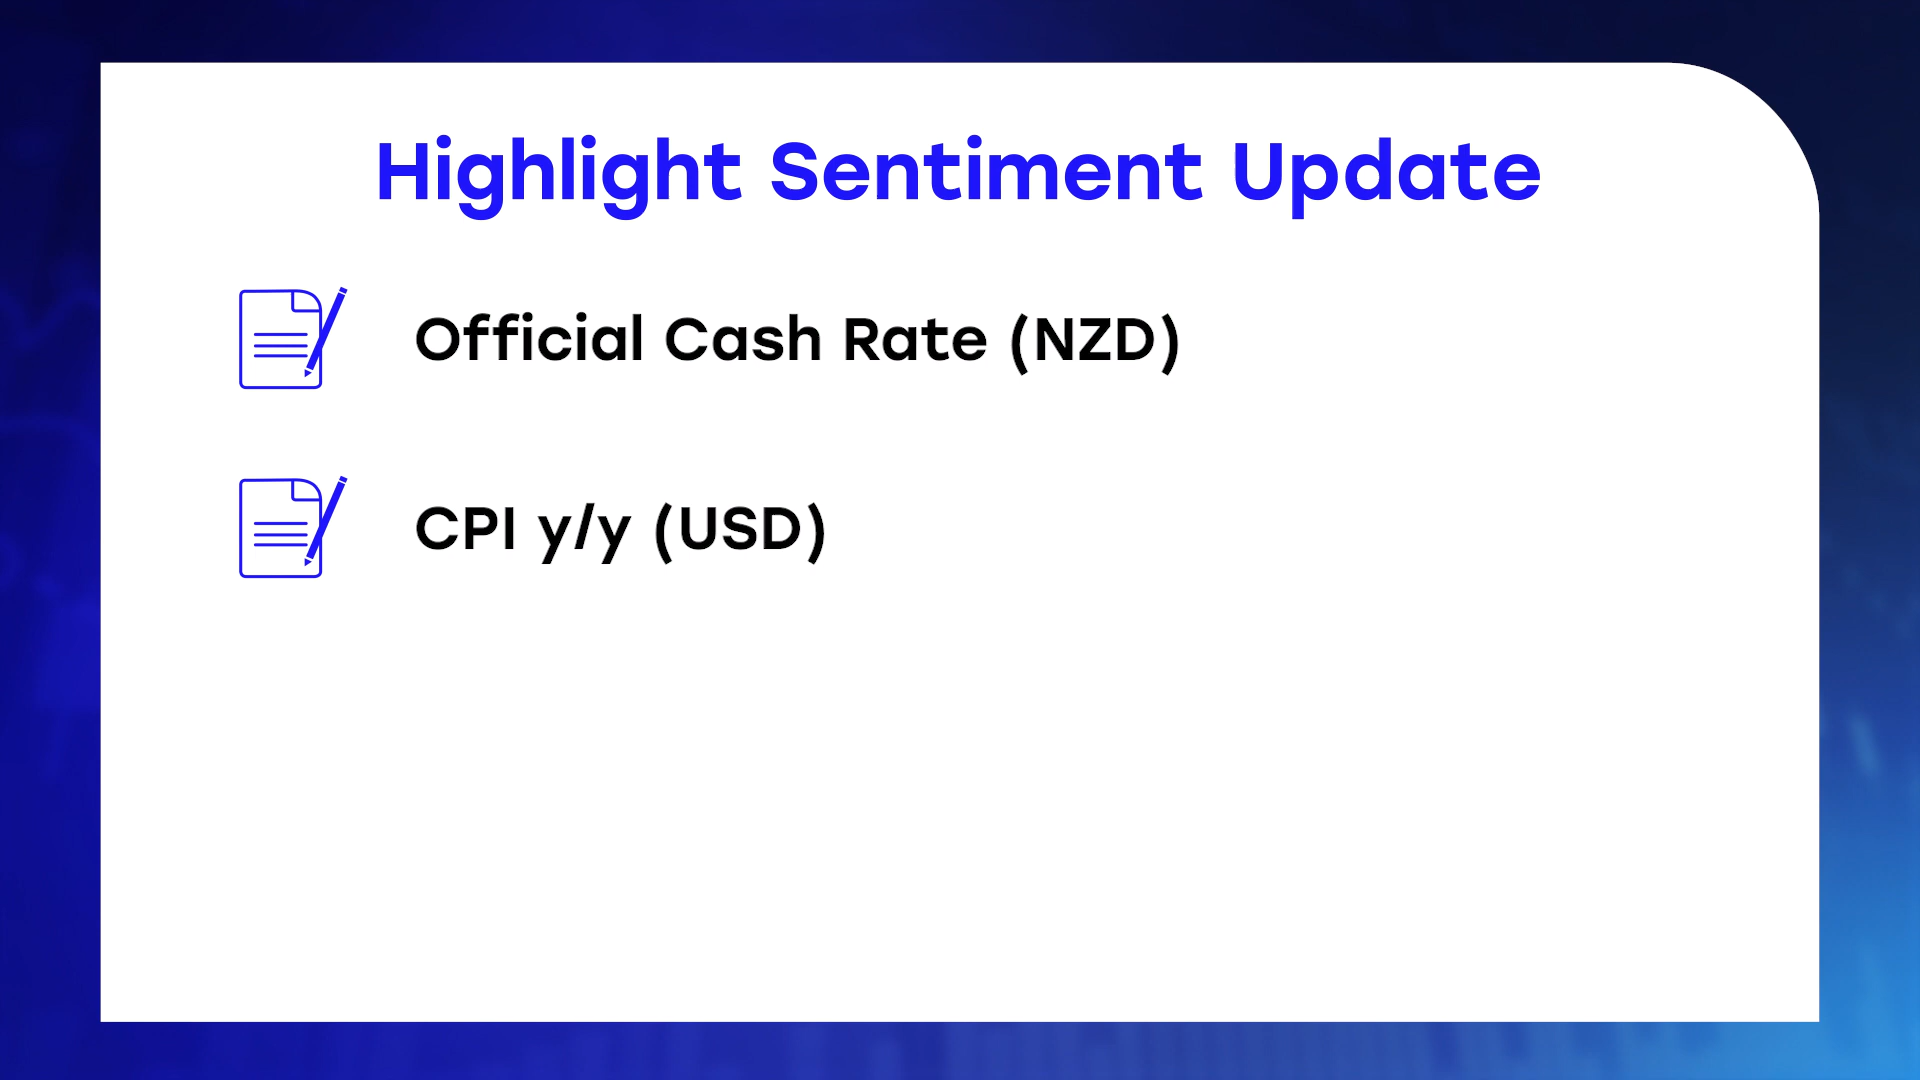 Highlight Sentiment Update
Official Cash Rate (NZD)
CPI y/y (USD)